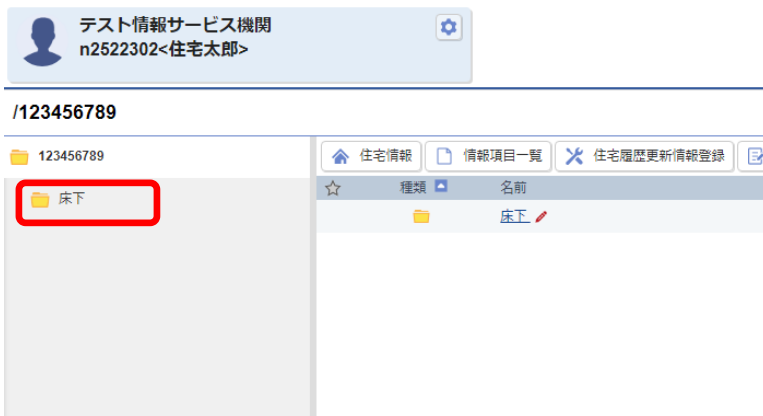 テスト情報サービス機関
n2522302<住宅太郎>
/123456789
123456789
住宅情報 情報項目一覧 住宅履歴更新情報登録
床下
種類 名前
床下